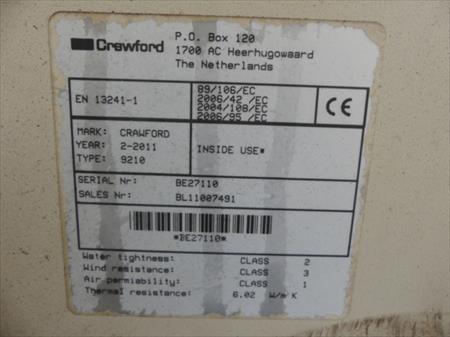 Crawford
P.O. Box 120
1700 AC Heerhugowaard
The Netherlands
EN 13241-1
89/106/EC
2006/42 /EC
2004/108/EC
2006/95 /EC
CE
MARK: CRAWFORD
YEAR: 2-2011
TYPE: 9210
INSIDE USE*
SERIAL Nr: BE27110
SALES Nr: BL11007491
*BE27110*
Water tightness: CLASS 2
Wind resistance: CLASS 3
Air permiability: CLASS 1
Thermal resistance: 6.02 W/m K